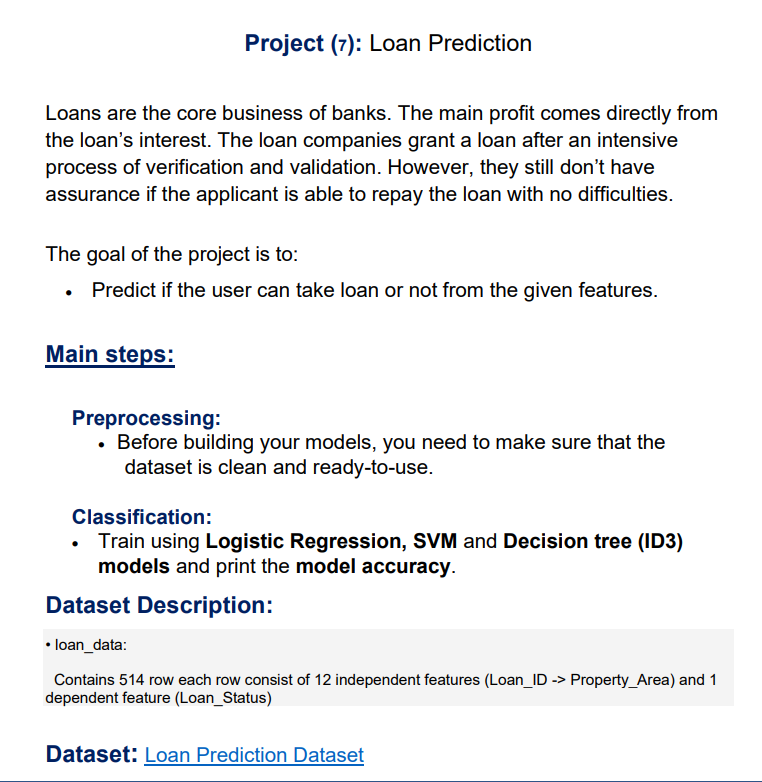 Project (7): Loan Prediction
Loans are the core business of banks. The main profit comes directly from
the loan’s interest. The loan companies grant a loan after an intensive
process of verification and validation. However, they still don’t have
assurance if the applicant is able to repay the loan with no difficulties.
The goal of the project is to:
• Predict if the user can take loan or not from the given features.
Main steps:
Preprocessing:
• Before building your models, you need to make sure that the
dataset is clean and ready-to-use.
Classification:
• Train using Logistic Regression, SVM and Decision tree (ID3)
models and print the model accuracy.
Dataset Description:
• loan_data:
Contains 514 row each row consist of 12 independent features (Loan_ID -> Property_Area) and 1
dependent feature (Loan_Status)
Dataset: Loan Prediction Dataset